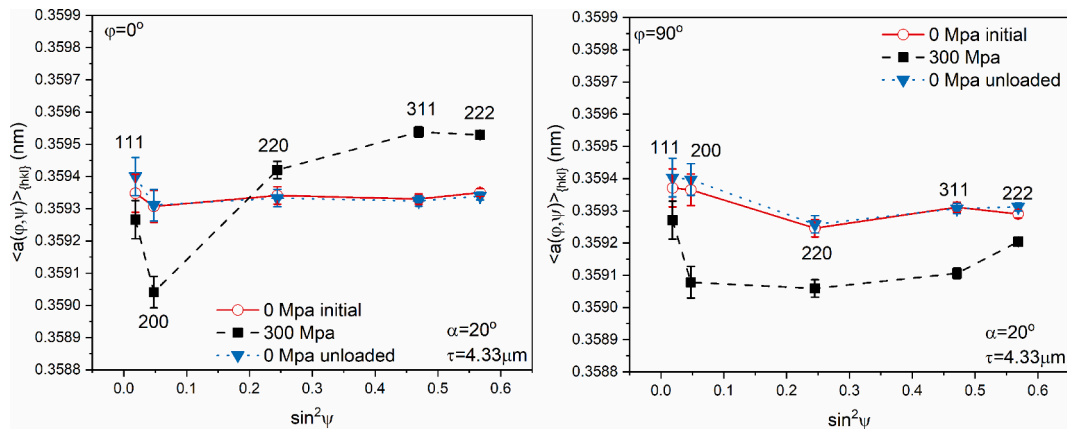 φ=0°
0.3599
0.3598
0.3597
0.3596
0.3595
0.3594
0.3593
0.3592
0.3591
0.3590
0.3589
0.3588
<a(φ,ψ)>{hkl} (nm)
111
200
220
311
222
0 Mpa initial
300 Mpa
0 Mpa unloaded
α=20°
τ=4.33μm
0.0 0.1 0.2 0.3 0.4 0.5 0.6
sin²ψ
φ=90°
0 Mpa initial
300 Mpa
0 Mpa unloaded
0.3599
0.3598
0.3597
0.3596
0.3595
0.3594
0.3593
0.3592
0.3591
0.3590
0.3589
0.3588
<a(φ,ψ)>{hkl} (nm)
111
200
220
311
222
α=20°
τ=4.33μm
0.0 0.1 0.2 0.3 0.4 0.5 0.6
sin²ψ